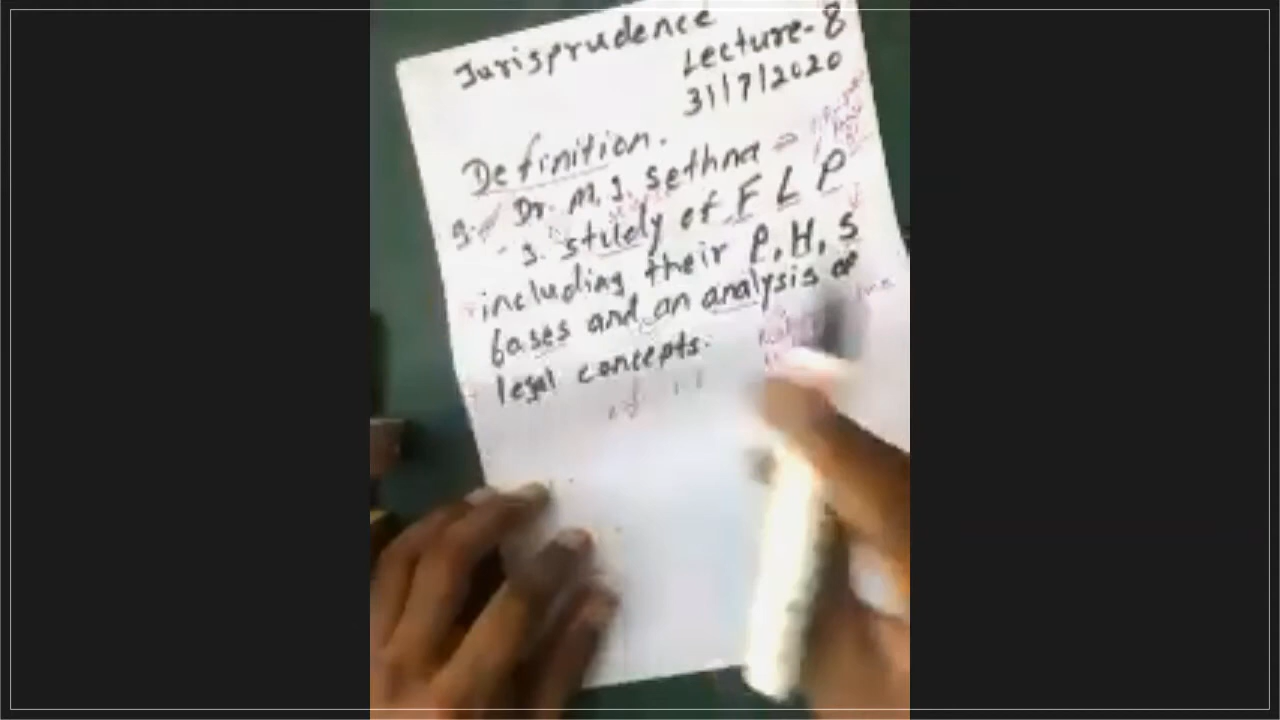 Jurisprudence
Lecture-8
31/7/2020
Definition.
9. Dr. M.J. Sethna =
- J. study of F L P
including their P, H, S
bases and an analysis of
legal concepts.